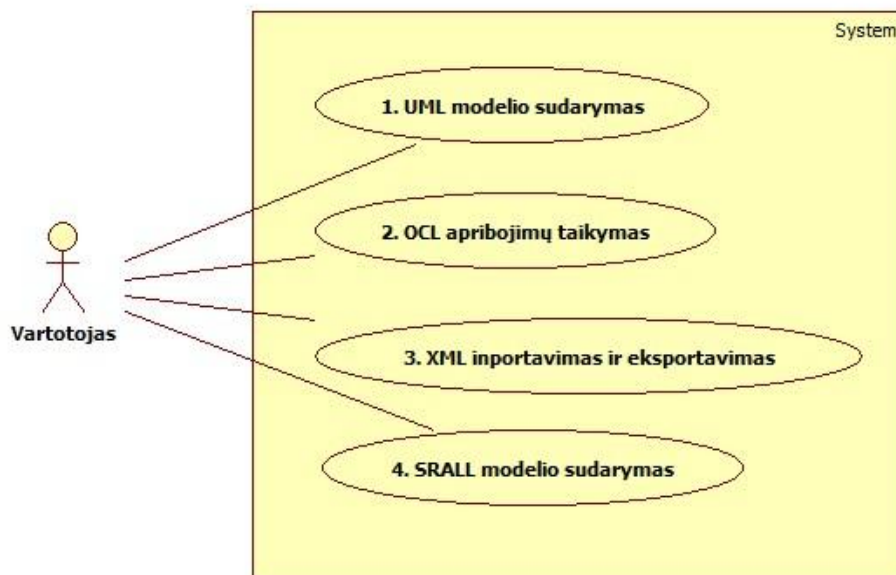 System
1. UML modelio sudarymas
2. OCL apribojimų taikymas
Vartotojas
3. XML inportavimas ir eksportavimas
4. SRALL modelio sudarymas